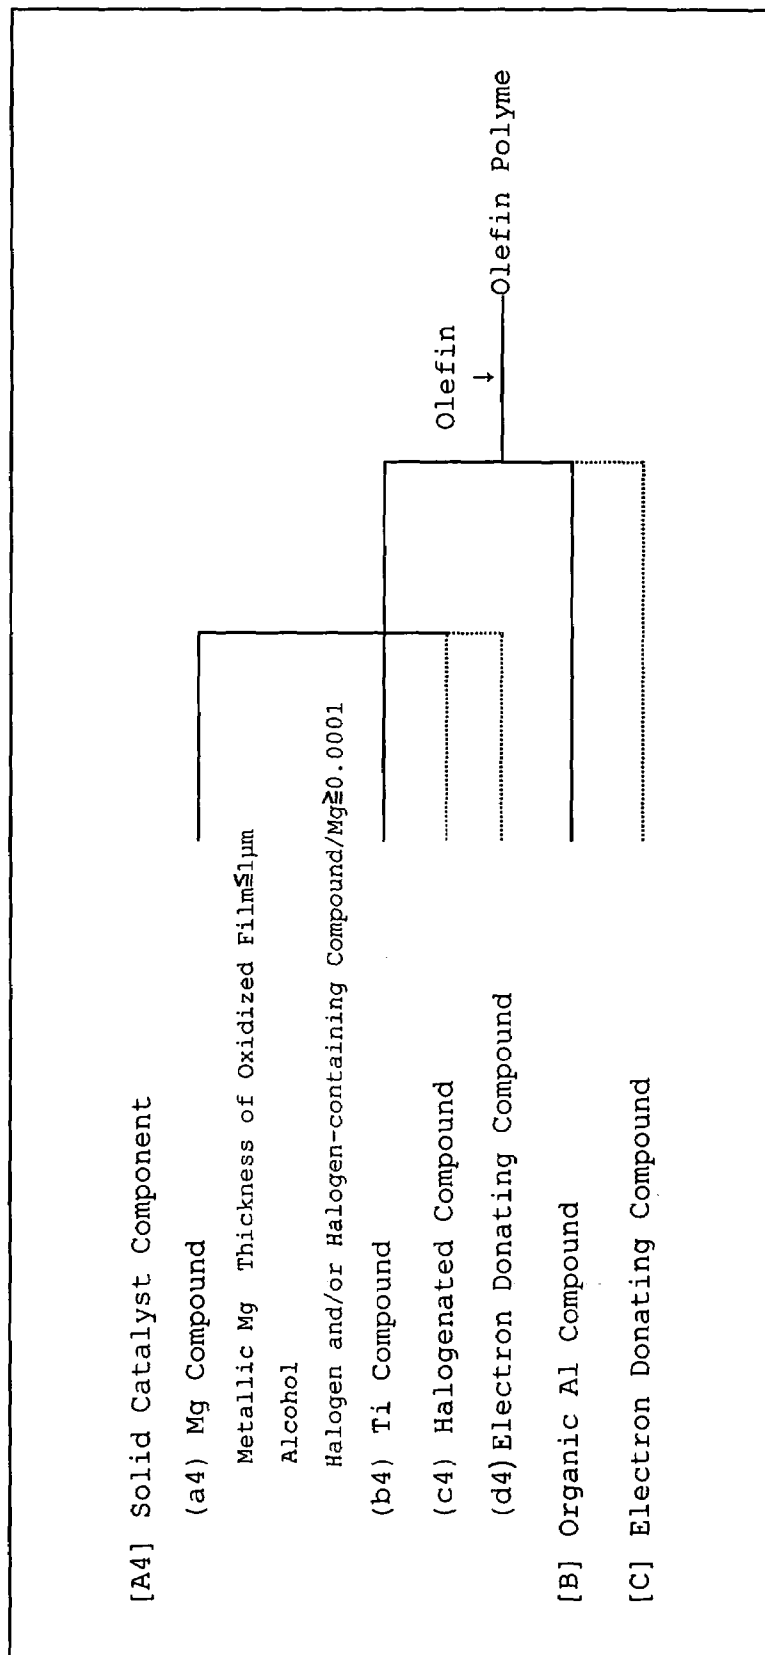 [A4] Solid Catalyst Component
(a4) Mg Compound
Metallic Mg Thickness of Oxidized Film≦1μm
Alcohol
Halogen and/or Halogen-containing Compound/Mg≧0.0001
(b4) Ti Compound
(c4) Halogenated Compound
(d4) Electron Donating Compound
[B] Organic Al Compound
[C] Electron Donating Compound
Olefin
↓
Olefin Polyme